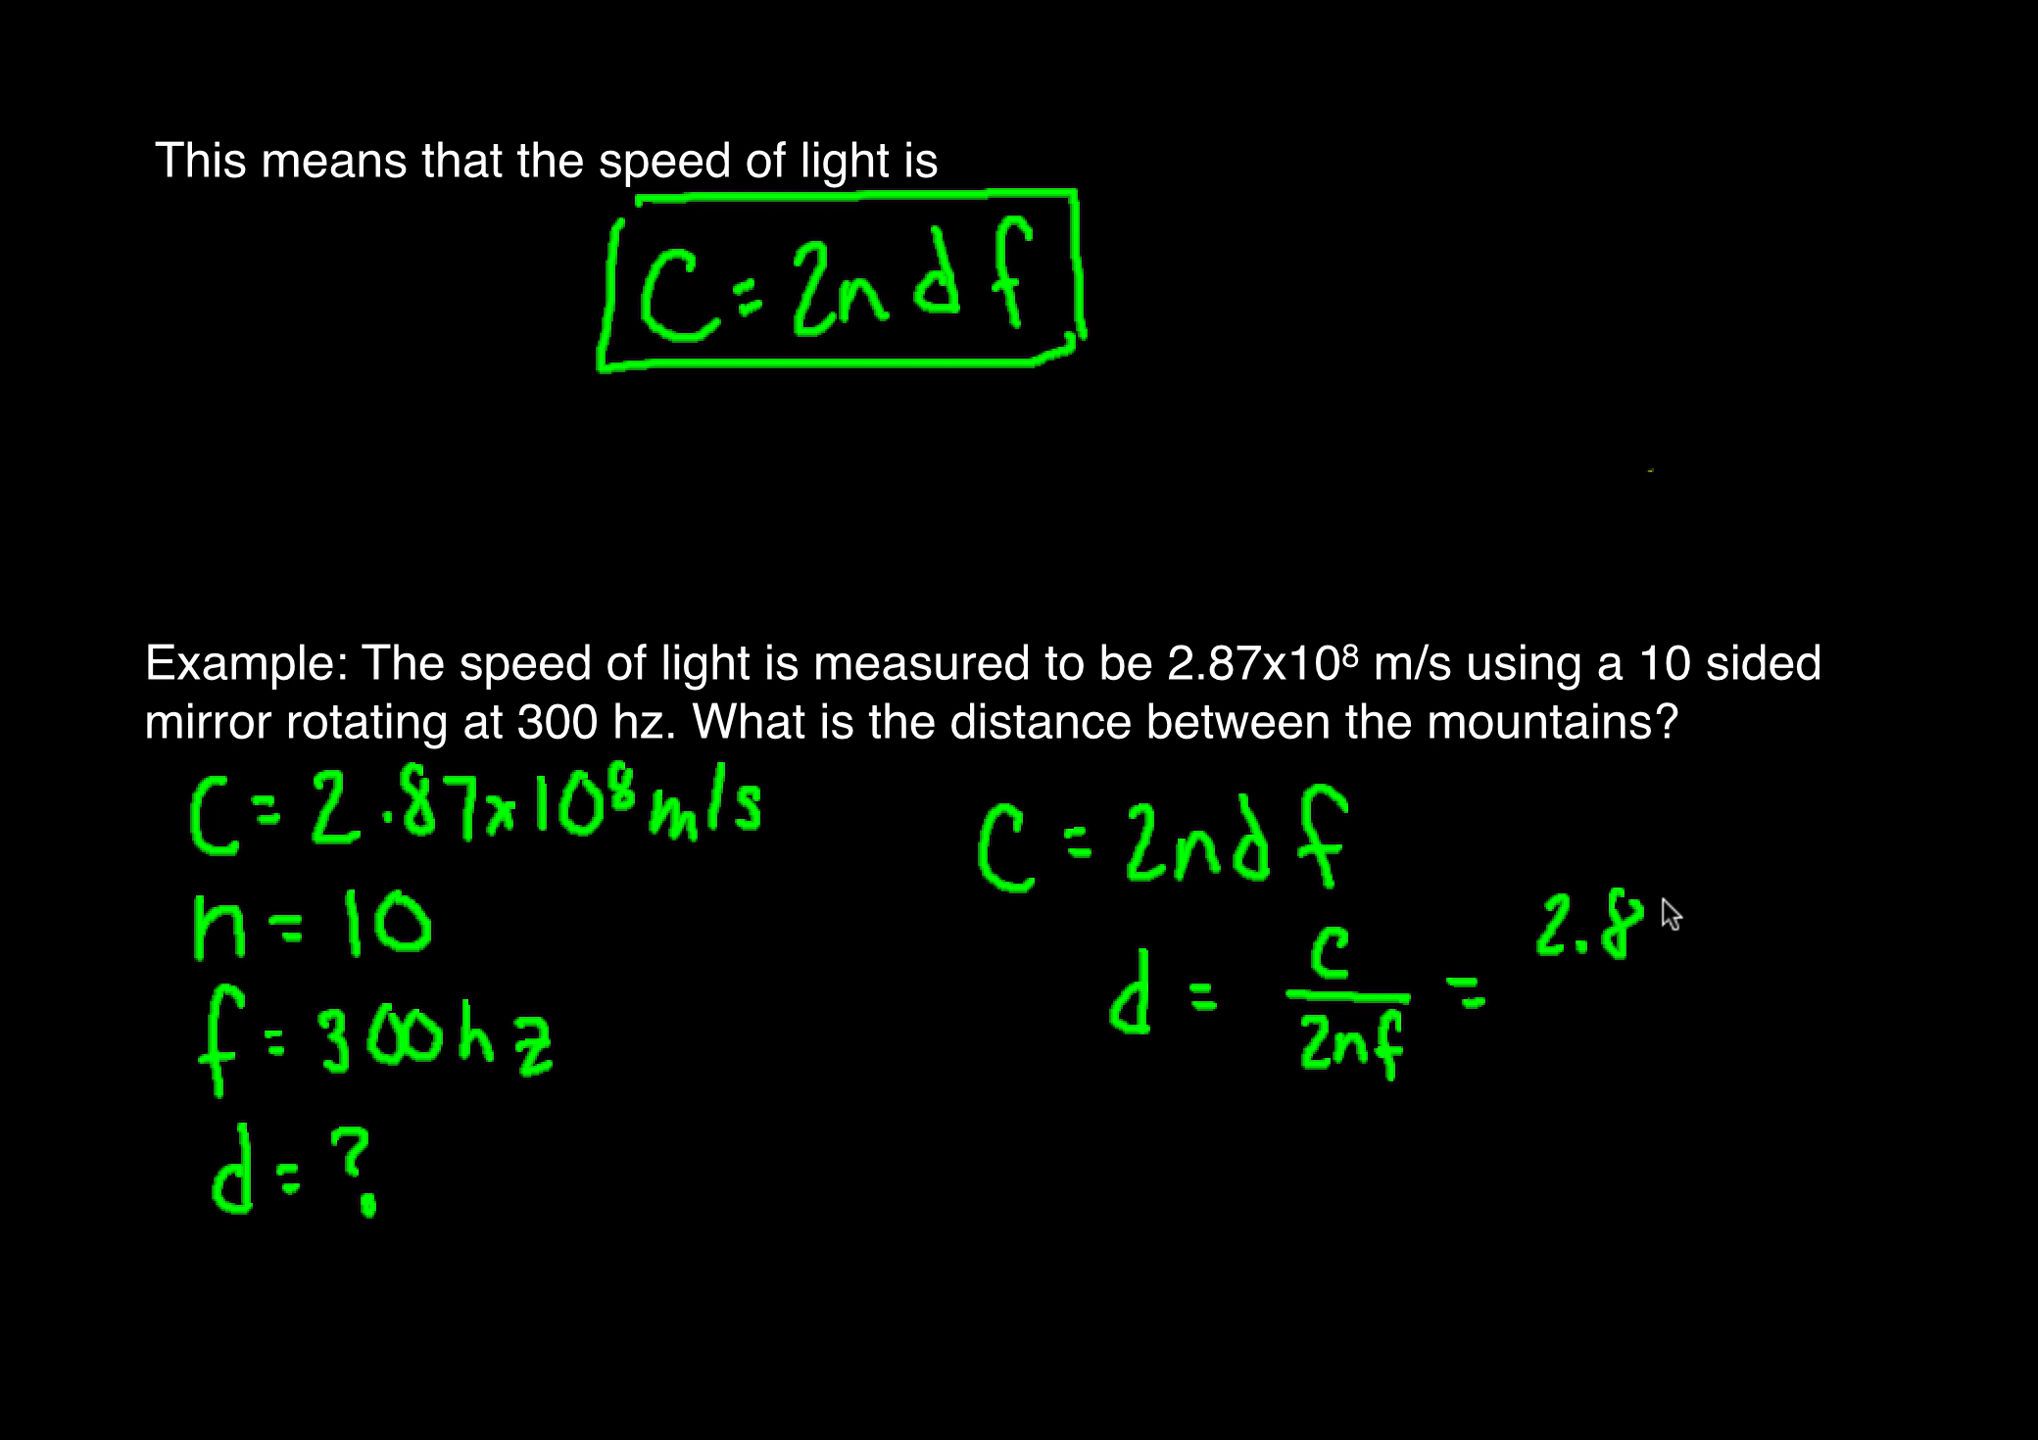 This means that the speed of light is
C = 2ndf
Example: The speed of light is measured to be 2.87x10⁸ m/s using a 10 sided
mirror rotating at 300 hz. What is the distance between the mountains?
C = 2.87x10⁸ m/s
n = 10
f = 300hz
d = ?
C = 2ndf
d = c/2nf = 2.8